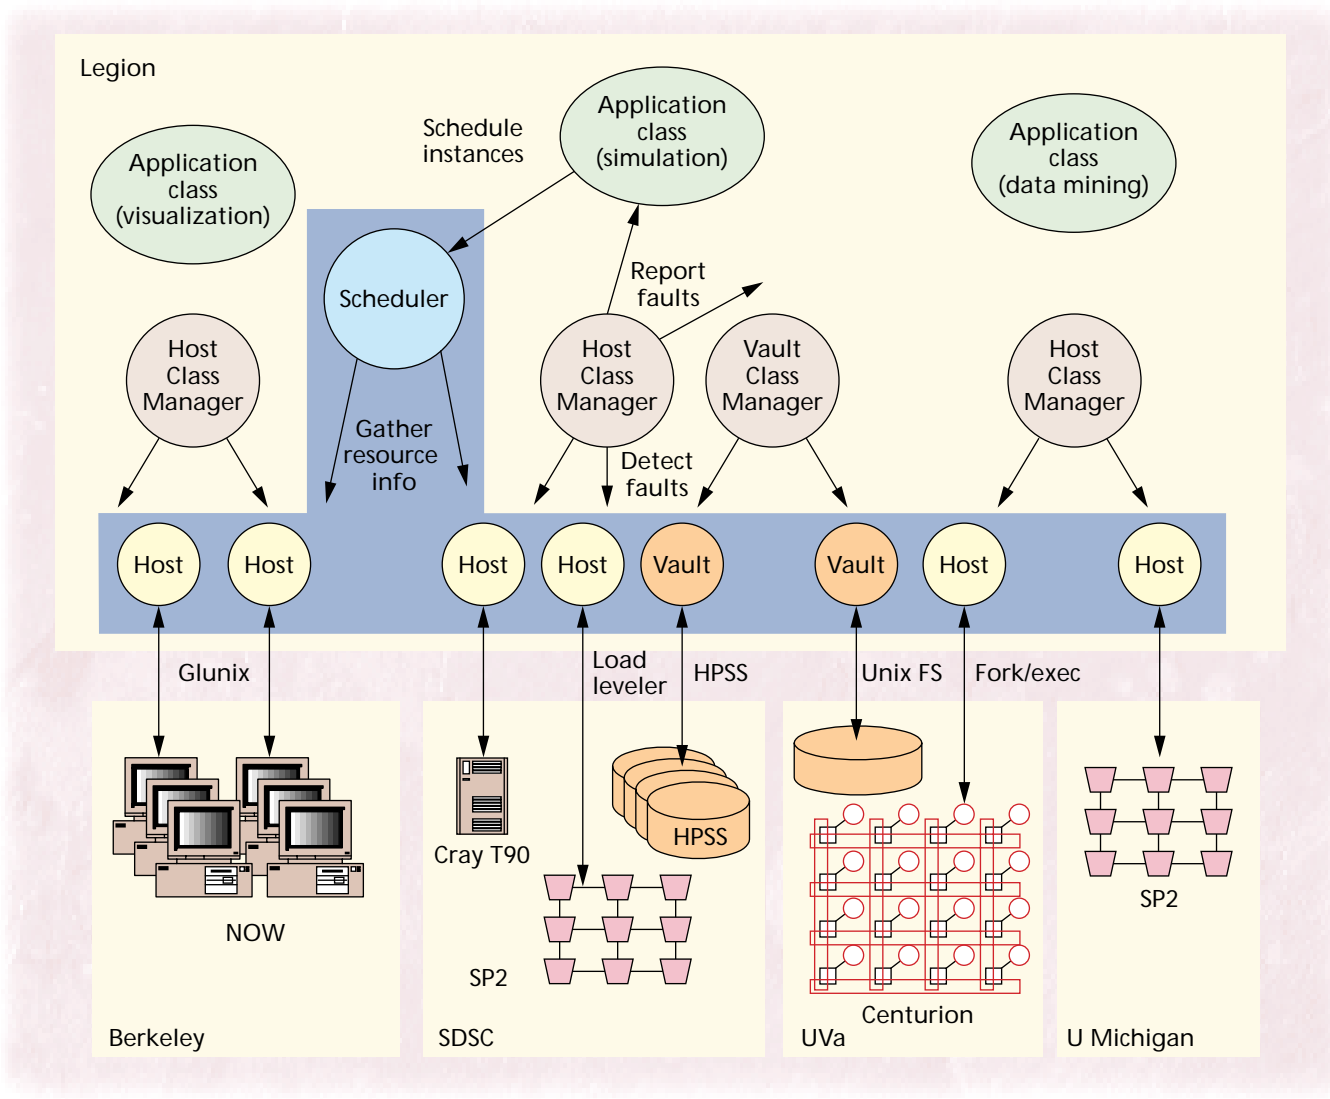 Legion
Application
class
(visualization)
Schedule
instances
Application
class
(simulation)
Application
class
(data mining)
Scheduler
Report
faults
Host
Class
Manager
Host
Class
Manager
Vault
Class
Manager
Host
Class
Manager
Gather
resource
info
Detect
faults
Host
Host
Host
Host
Vault
Vault
Host
Host
Glunix
Load
leveler
HPSS
Unix FS
Fork/exec
NOW
Berkeley
Cray T90
HPSS
SP2
SDSC
Centurion
UVa
SP2
U Michigan